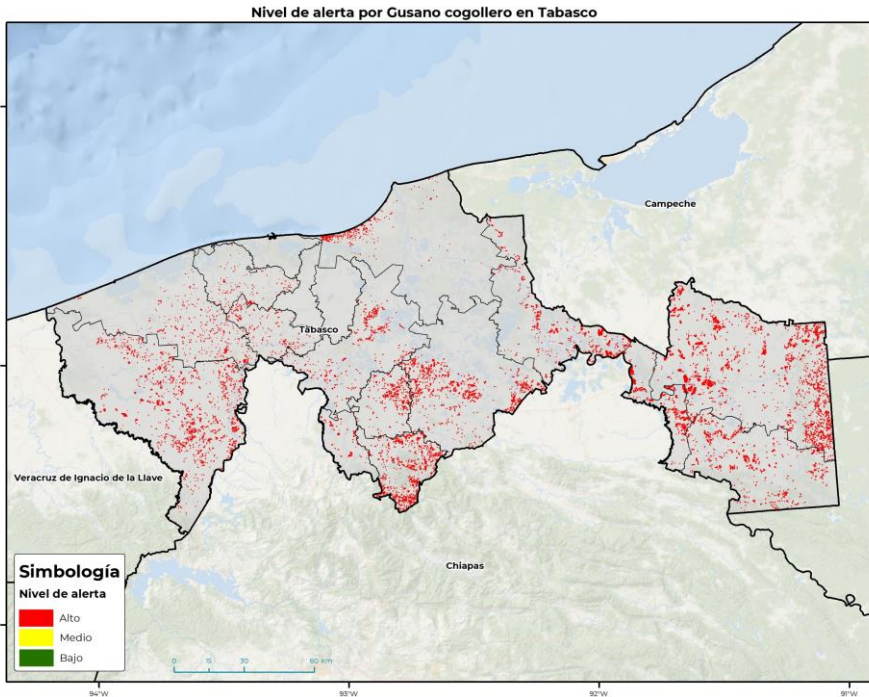 Nivel de alerta por Gusano cogollero en Tabasco
Campeche
Tabasco
Veracruz de Ignacio de la Llave
Chiapas
Simbología
Nivel de alerta
Alto
Medio
Bajo
0 15 30 60 Km
94°W 93°W 92°W 91°W